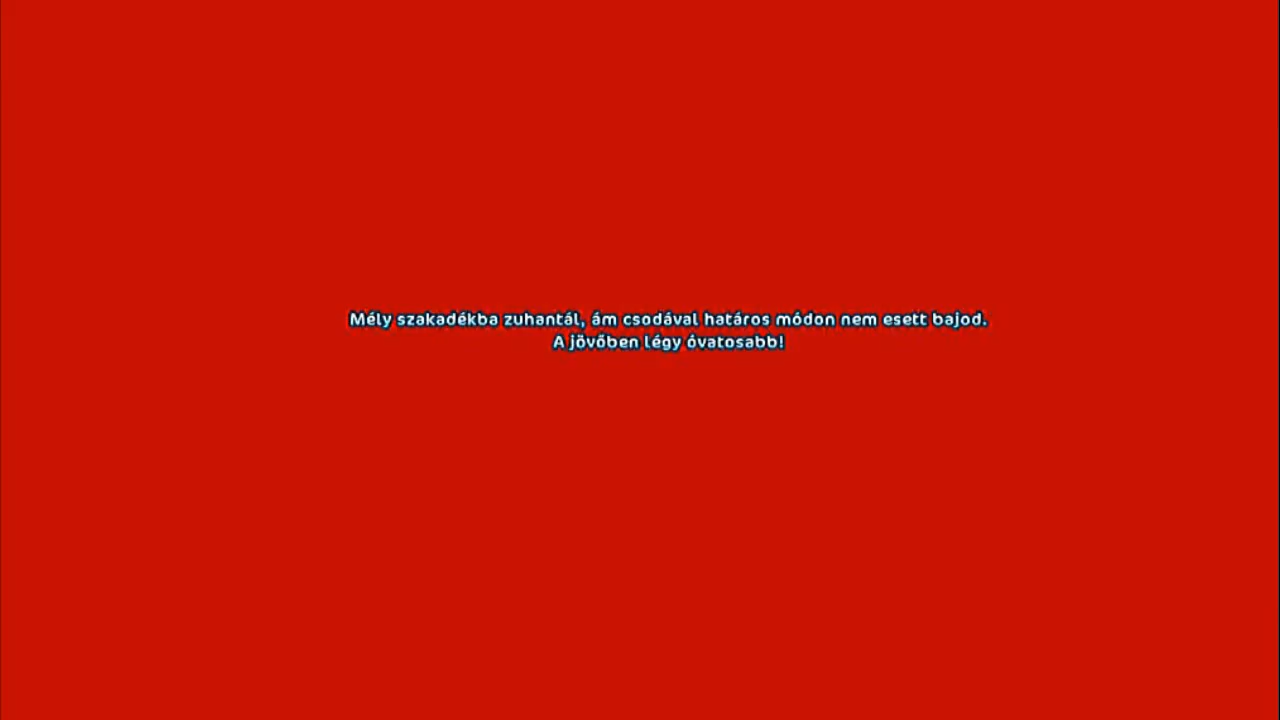 Mély szakadékba zuhantál, ám csodával határos módon nem esett bajod.
A jövőben légy óvatosabb!